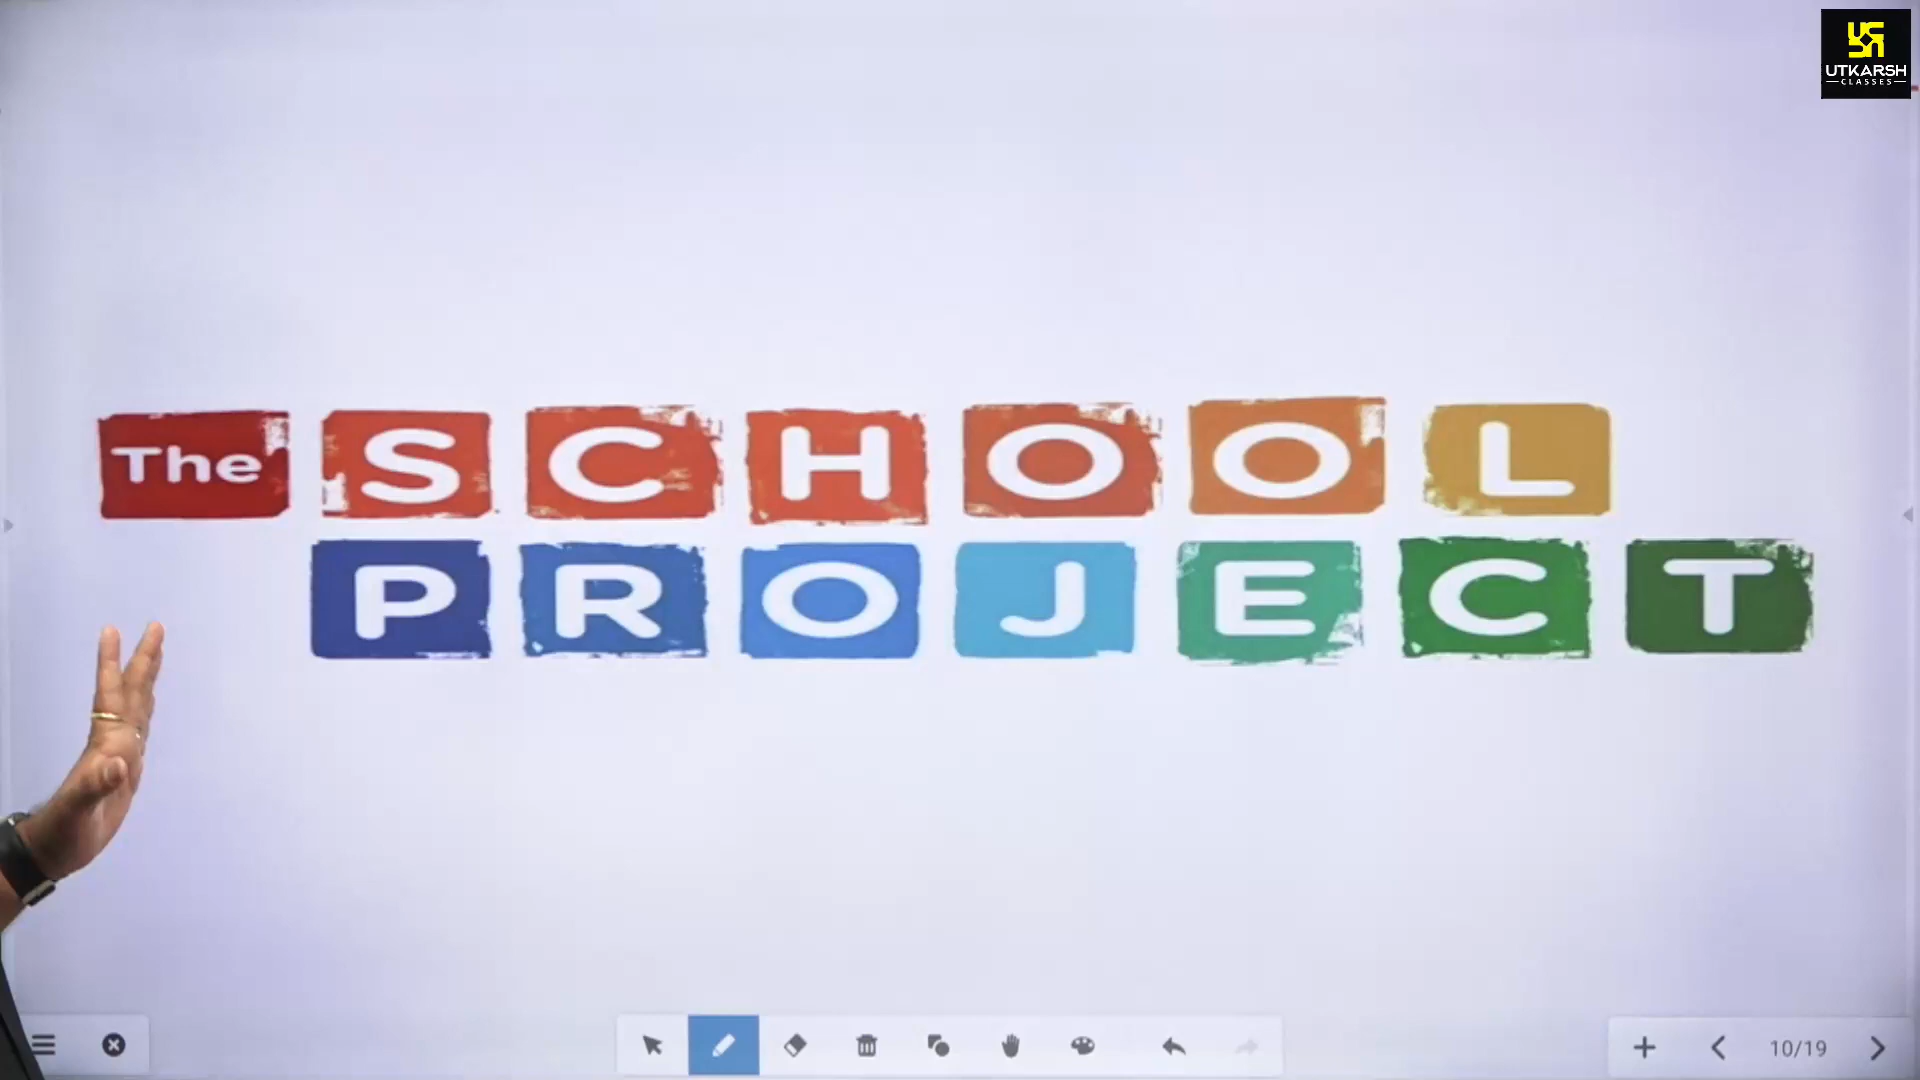 UTKARSH
CLASSES
The SCHOOL
PROJECT
10/19